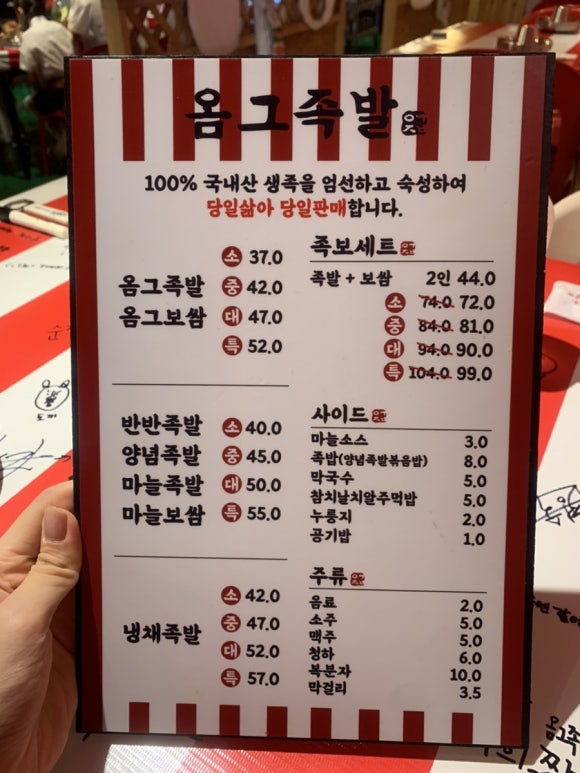 옴그족발
100% 국내산 생족을 엄선하고 숙성하여
당일삶아 당일판매합니다.
옴그족발
옴그보쌈
소 37.0
중 42.0
대 47.0
특 52.0
반반족발 소 40.0
양념족발 중 45.0
마늘족발 대 50.0
마늘보쌈 특 55.0
냉채족발
소 42.0
중 47.0
대 52.0
특 57.0
족보세트
족발 + 보쌈 2인 44.0
소 74.0 72.0
중 84.0 81.0
대 94.0 90.0
특 104.0 99.0
사이드
마늘소스 3.0
족밥(양념족발볶음밥) 8.0
막국수 5.0
참치날치알주먹밥 5.0
누룽지 2.0
공기밥 1.0
주류
음료 2.0
소주 5.0
맥주 5.0
청하 6.0
복분자 10.0
막걸리 3.5
옴족